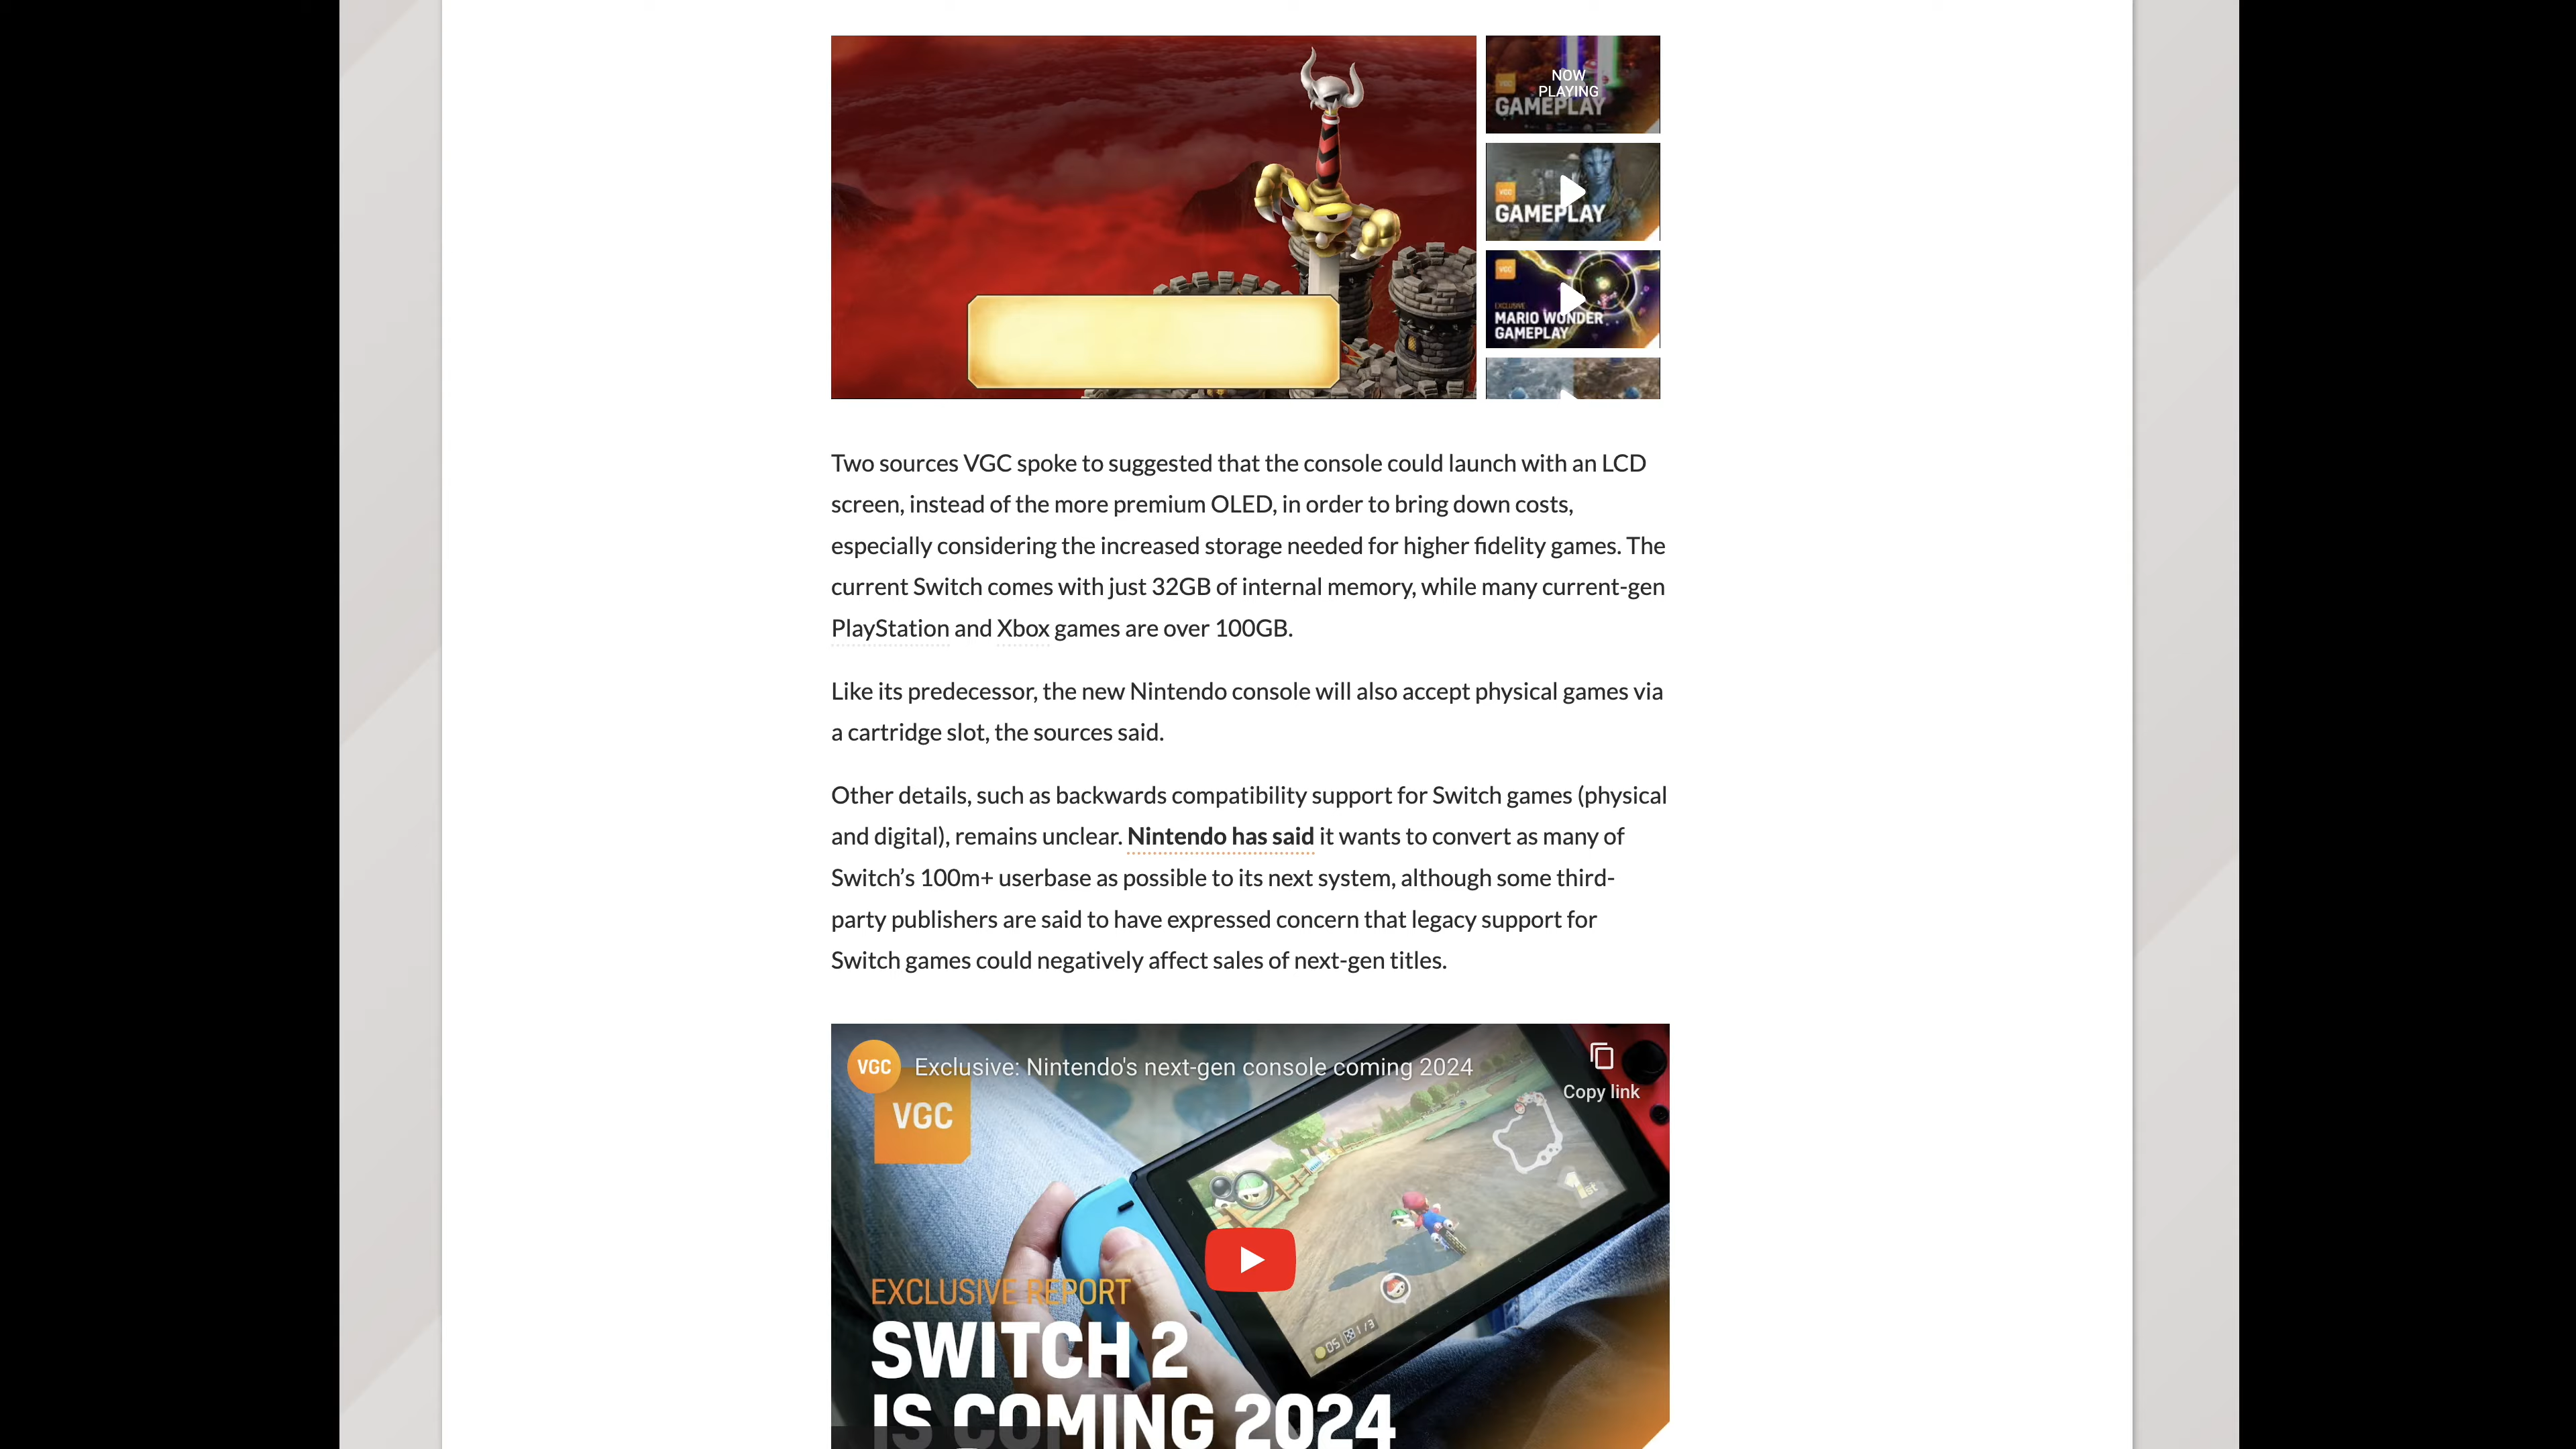 NOW
PLAYING
VGC
GAMEPLAY
VGC
GAMEPLAY
VGC
EXCLUSIVE
MARIO WONDER
GAMEPLAY
Two sources VGC spoke to suggested that the console could launch with an LCD
screen, instead of the more premium OLED, in order to bring down costs,
especially considering the increased storage needed for higher fidelity games. The
current Switch comes with just 32GB of internal memory, while many current-gen
PlayStation and Xbox games are over 100GB.
Like its predecessor, the new Nintendo console will also accept physical games via
a cartridge slot, the sources said.
Other details, such as backwards compatibility support for Switch games (physical
and digital), remains unclear. Nintendo has said it wants to convert as many of
Switch’s 100m+ userbase as possible to its next system, although some third-
party publishers are said to have expressed concern that legacy support for
Switch games could negatively affect sales of next-gen titles.
VGC Exclusive: Nintendo's next-gen console coming 2024
Copy link
VGC
1st
05 1/3
EXCLUSIVE REPORT
SWITCH 2
IS COMING 2024